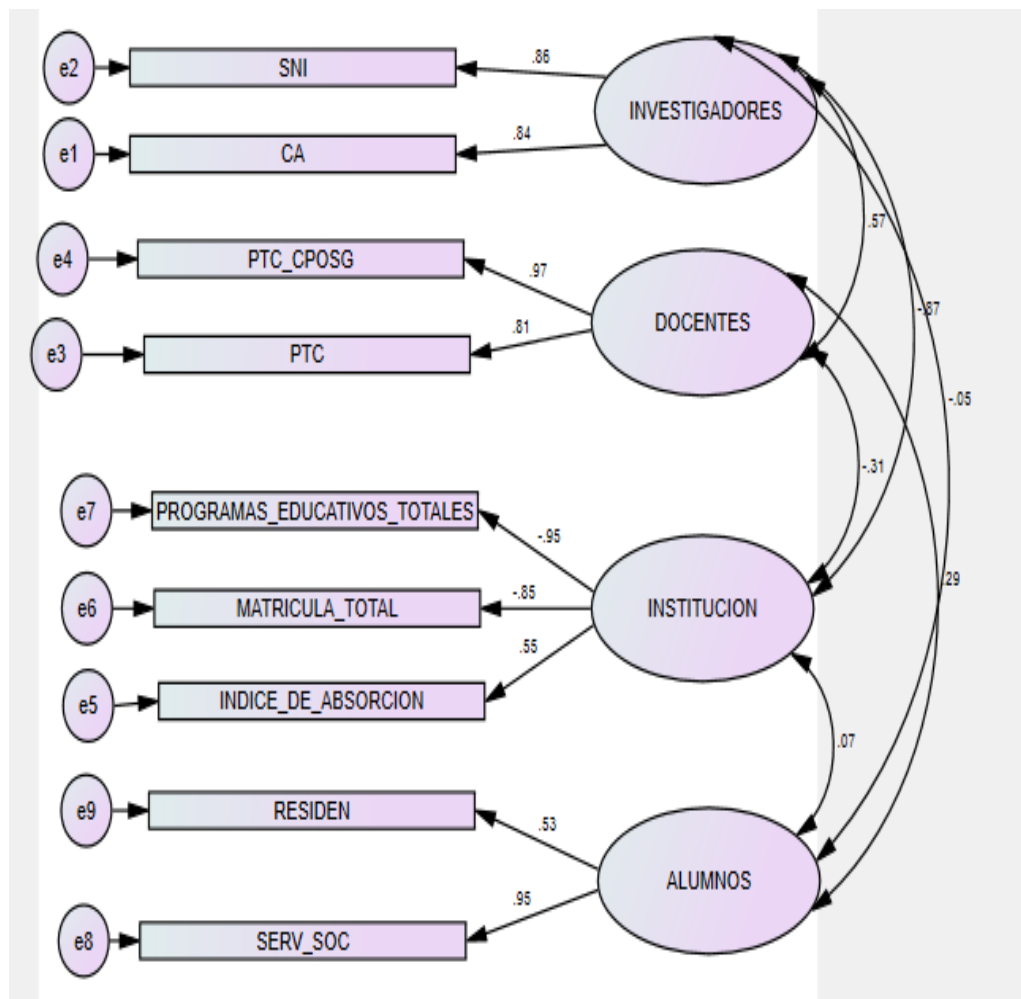 e2
SNI
.86
INVESTIGADORES
e1
CA
.84
.57
e4
PTC_CPOSG
.97
DOCENTES
-.87
e3
PTC
.81
-.05
-.31
e7
PROGRAMAS_EDUCATIVOS_TOTALES
-.95
.29
e6
MATRICULA_TOTAL
-.85
INSTITUCION
e5
INDICE_DE_ABSORCION
.55
.07
e9
RESIDEN
.53
ALUMNOS
e8
SERV_SOC
.95